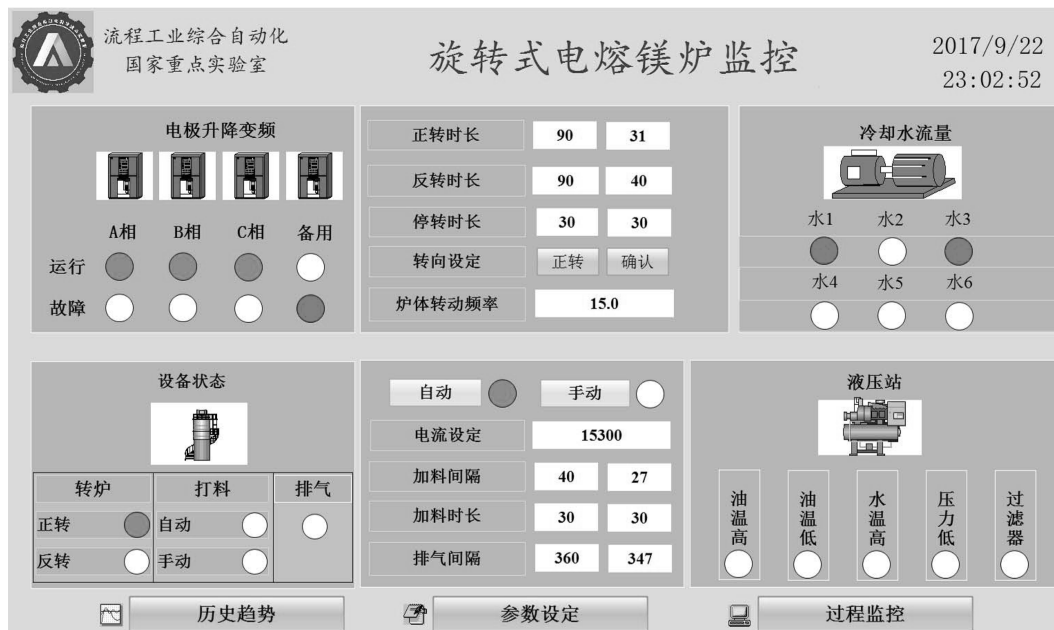 流程工业综合自动化
国家重点实验室
旋转式电熔镁炉监控
2017/9/22
23:02:52
电极升降变频
A相 B相 C相 备用
运行
故障
正转时长 90 31
反转时长 90 40
停转时长 30 30
转向设定 正转 确认
炉体转动频率 15.0
冷却水流量
水1 水2 水3
水4 水5 水6
设备状态
转炉 打料 排气
正转 自动
反转 手动
自动 手动
电流设定 15300
加料间隔 40 27
加料时长 30 30
排气间隔 360 347
液压站
油温高 油温低 水温高 压力低 过滤器
历史趋势 参数设定 过程监控